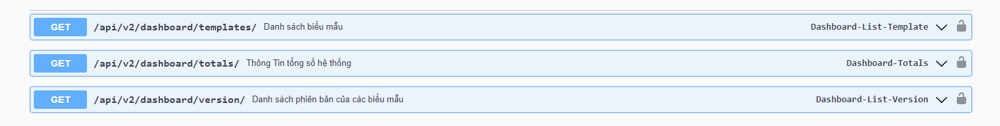 GET /api/v2/dashboard/templates/ Danh sách biểu mẫu Dashboard-List-Template
GET /api/v2/dashboard/totals/ Thông Tin tổng số hệ thống Dashboard-Totals
GET /api/v2/dashboard/version/ Danh sách phiên bản của các biểu mẫu Dashboard-List-Version